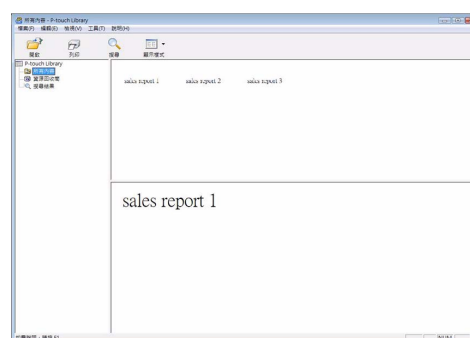 所有內容 - P-touch Library
檔案(F) 編輯(E) 檢視(V) 工具(T) 說明(H)
開啟 列印 搜尋 顯示樣式
P-touch Library
所有內容
資源回收筒
搜尋結果
sales report 1 sales report 2 sales report 3
sales report 1
NUM